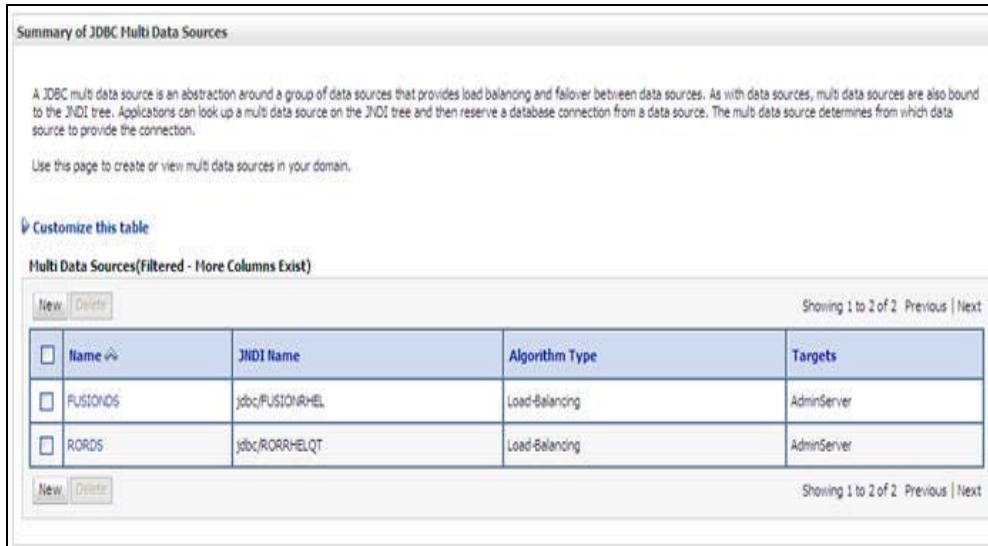 Summary of JDBC Multi Data Sources
A JDBC multi data source is an abstraction around a group of data sources that provides load balancing and failover between data sources. As with data sources, multi data sources are also bound
to the JNDI tree. Applications can look up a multi data source on the JNDI tree and then reserve a database connection from a data source. The multi data source determines from which data
source to provide the connection.
Use this page to create or view multi data sources in your domain.
Customize this table
Multi Data Sources(Filtered - More Columns Exist)
New Delete Showing 1 to 2 of 2 Previous | Next
Name JNDI Name Algorithm Type Targets
FUSIONDS jdbc/FUSIONRHEL Load-Balancing AdminServer
RORDS jdbc/RORRHELQT Load-Balancing AdminServer
New Delete Showing 1 to 2 of 2 Previous | Next